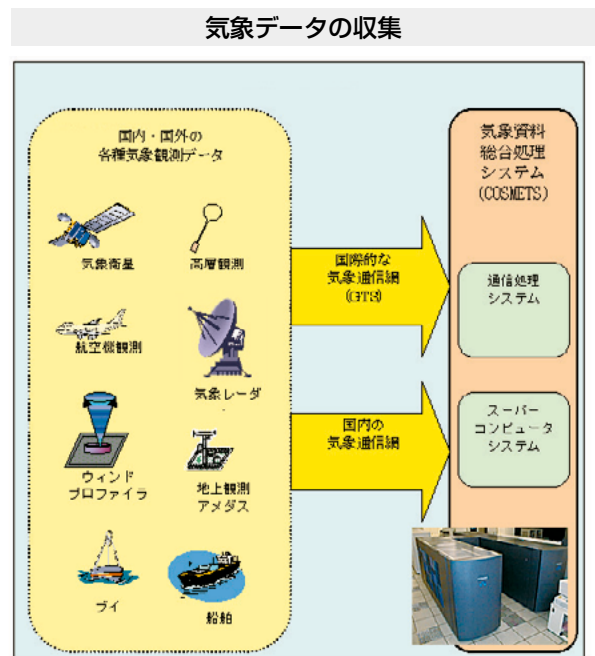 気象データの収集
国内・国外の
各種気象観測データ
気象衛星
高層観測
航空機観測
気象レーダ
ウィンド
プロファイラ
地上観測
アメダス
ブイ
船舶
国際的な
気象通信網
(GTS)
国内の
気象通信網
気象資料
総合処理
システム
(COSMETS)
通信処理
システム
スーパー
コンピュータ
システム